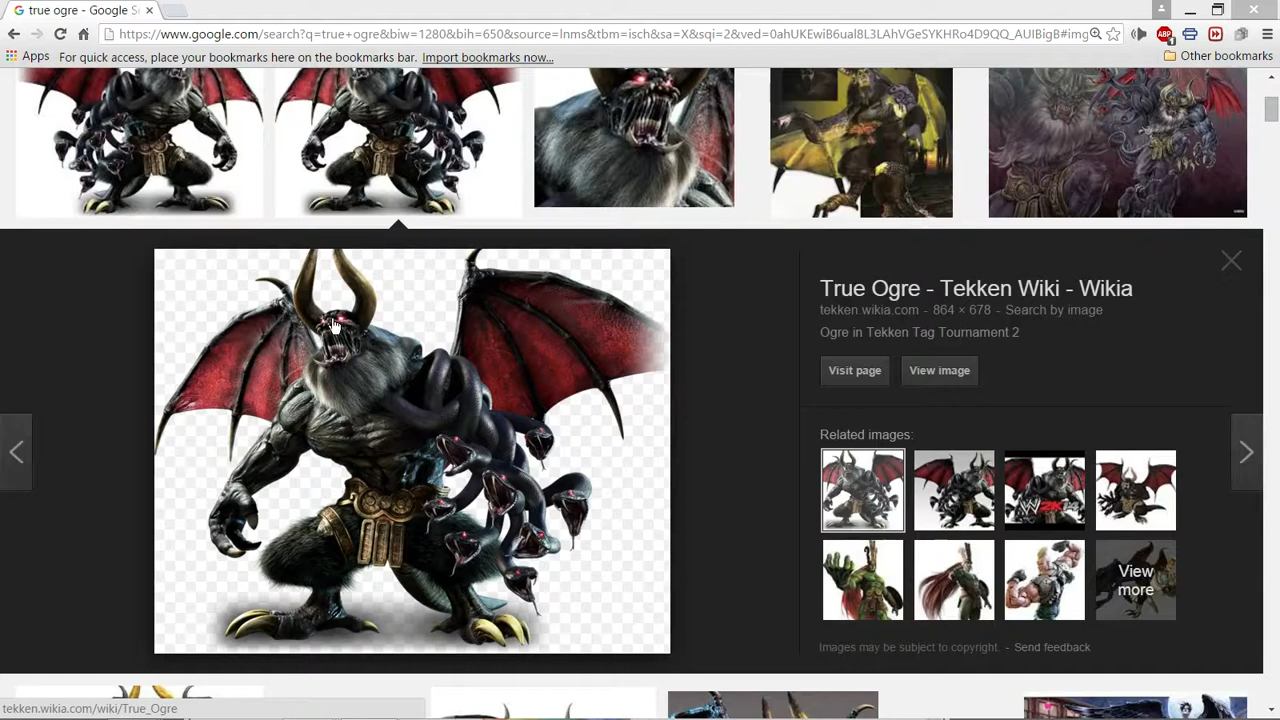 true ogre - Google S
https://www.google.com/search?q=true+ogre&biw=1280&bih=650&source=lnms&tbm=isch&sa=X&sqi=2&ved=0ahUKEwiB6ual8L3LAhVGeSYKHRo4D9QQ_AUIBigB#img
ABP
1
Apps
For quick access, place your bookmarks here on the bookmarks bar.
Import bookmarks now...
Other bookmarks
True Ogre - Tekken Wiki - Wikia
tekken.wikia.com - 864 × 678 - Search by image
Ogre in Tekken Tag Tournament 2
Visit page
View image
Related images:
W 2K14
View more
Images may be subject to copyright. - Send feedback
tekken.wikia.com/wiki/True_Ogre